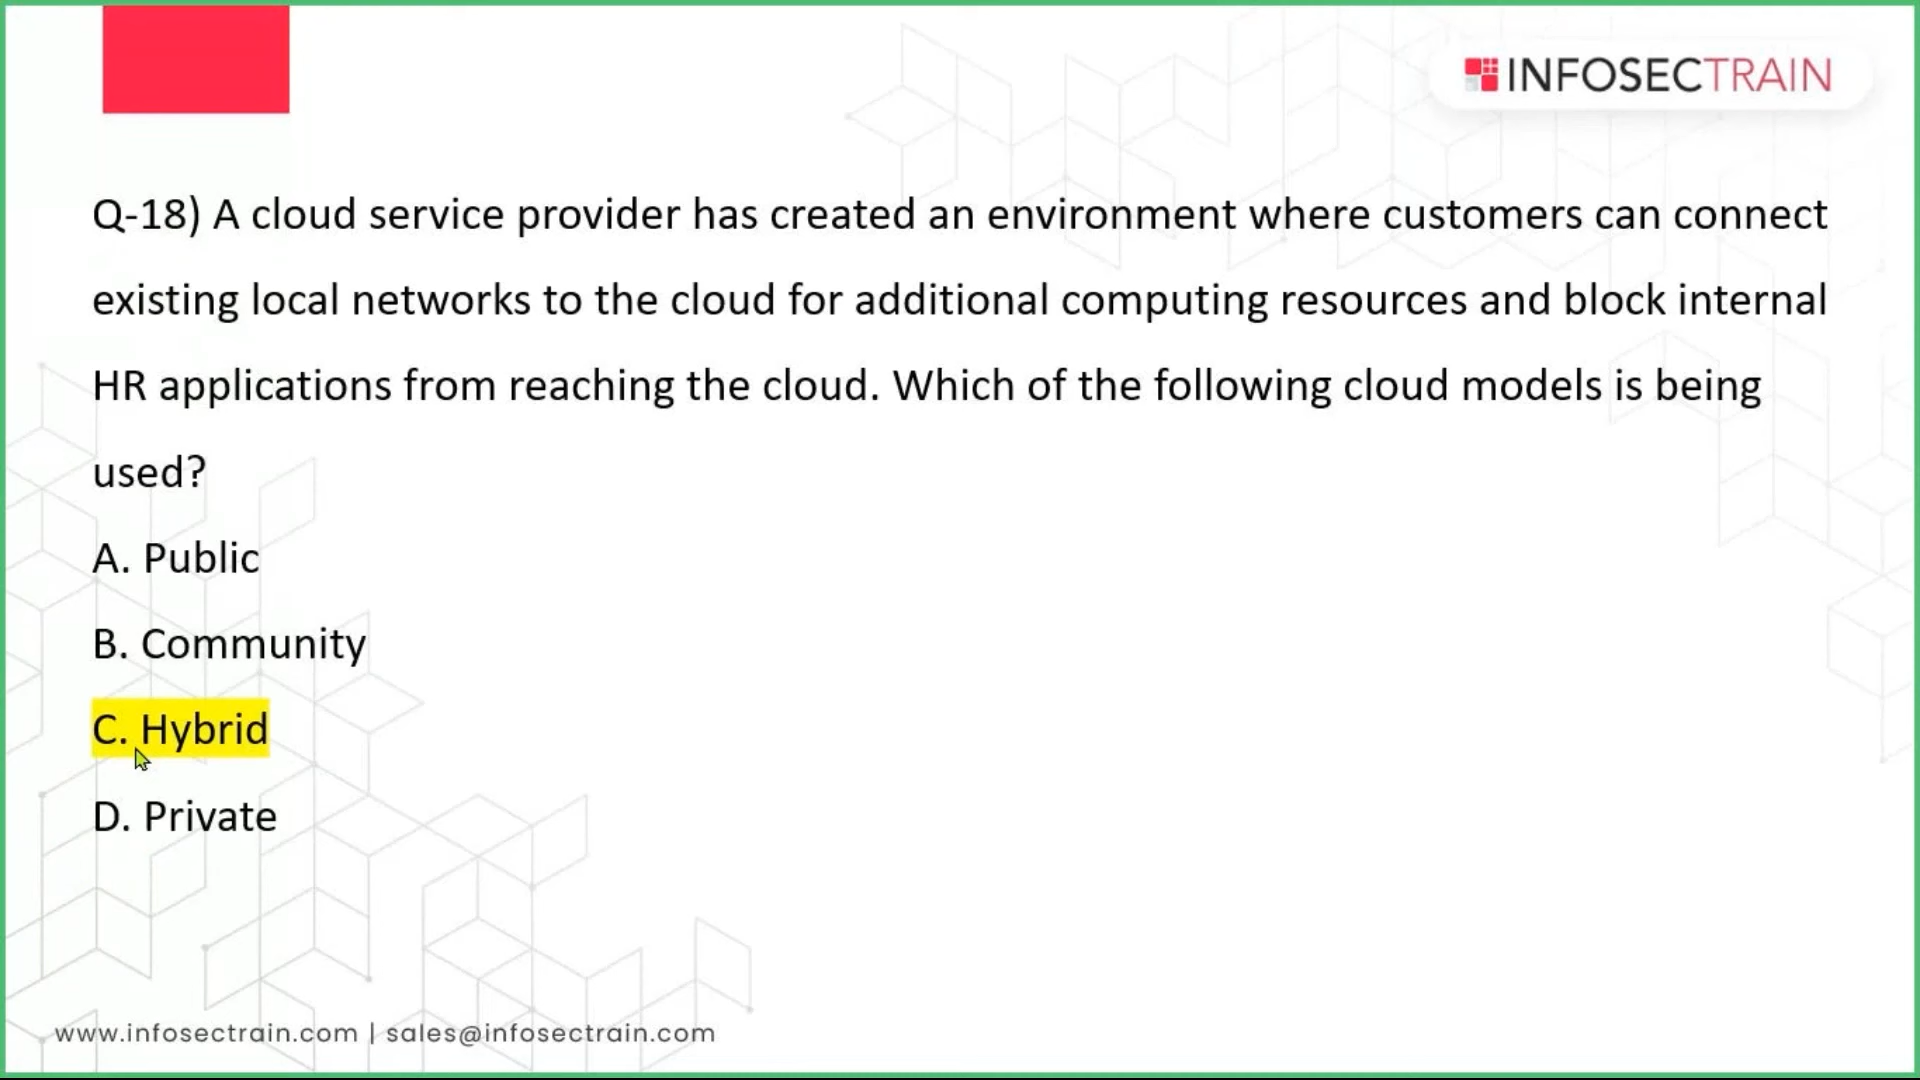 INFOSECTRAIN
Q-18) A cloud service provider has created an environment where customers can connect
existing local networks to the cloud for additional computing resources and block internal
HR applications from reaching the cloud. Which of the following cloud models is being
used?
A. Public
B. Community
C. Hybrid
D. Private
www.infosectrain.com | sales@infosectrain.com